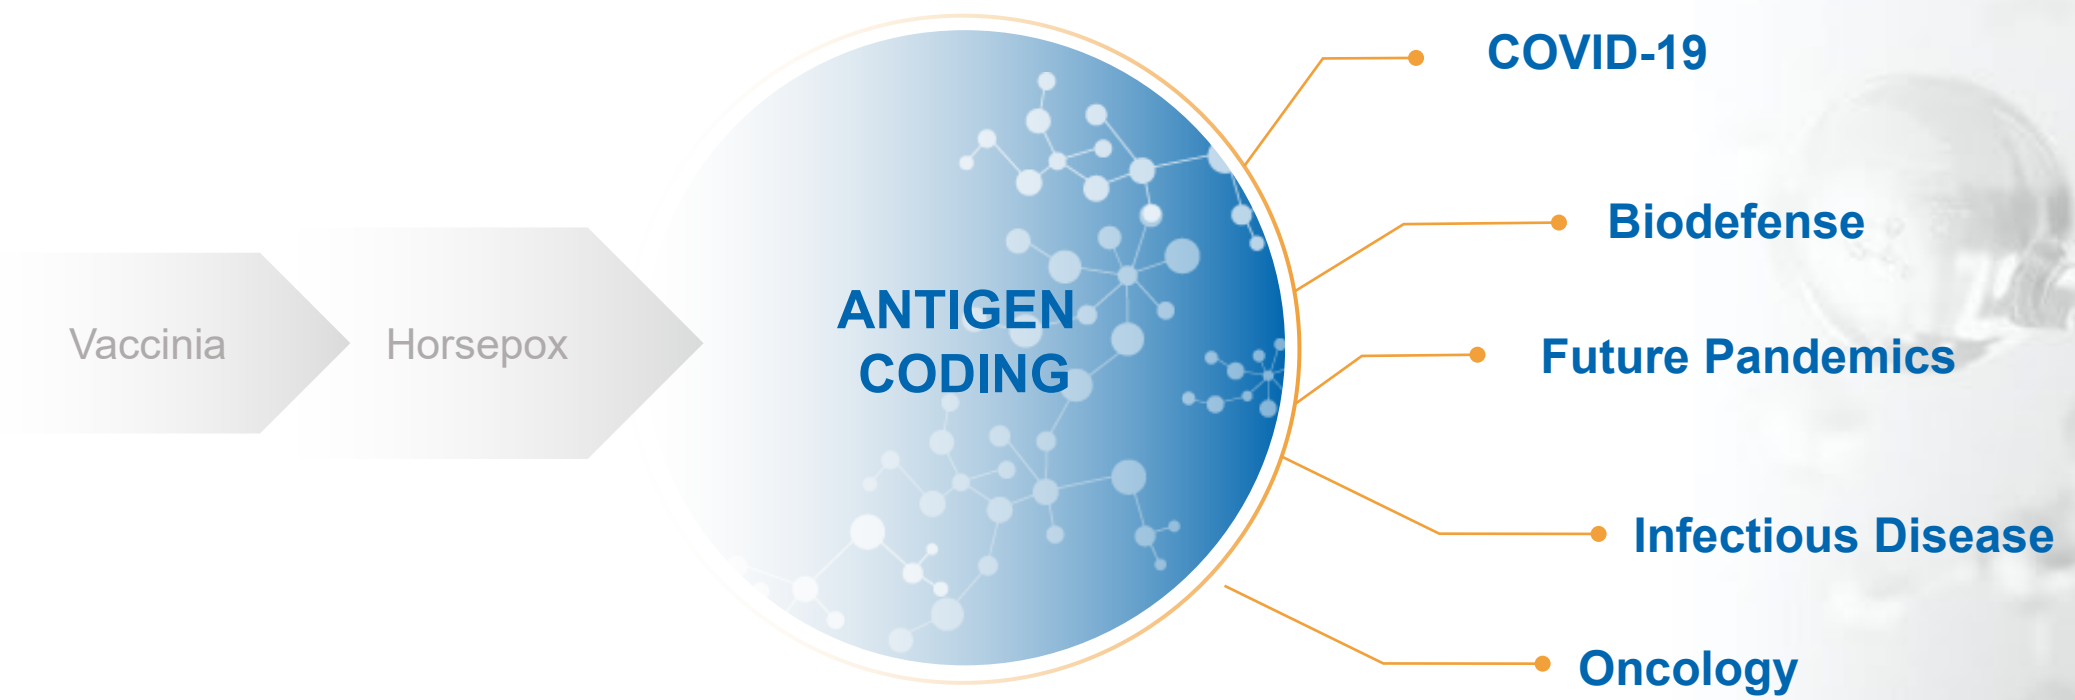 Vaccinia
Horsepox
ANTIGEN
CODING
COVID-19
Biodefense
Future Pandemics
Infectious Disease
Oncology